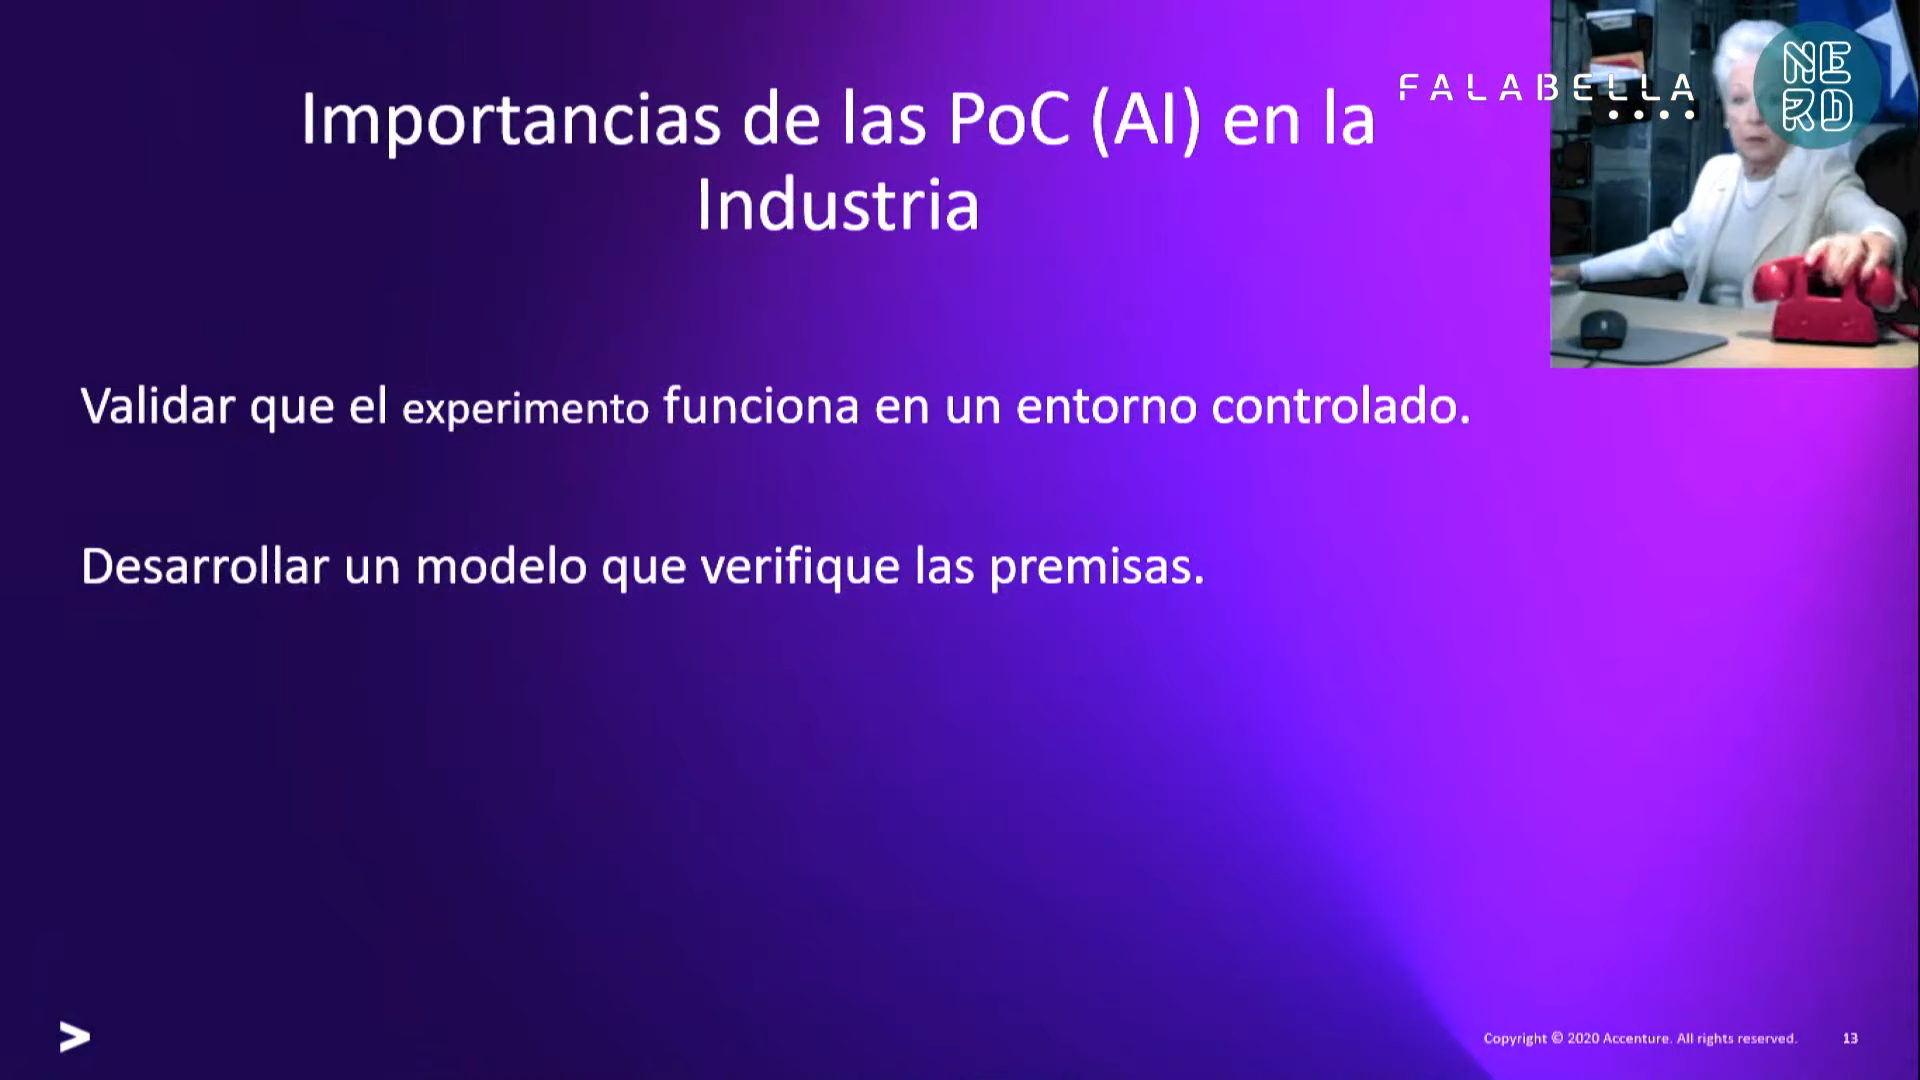 Importancias de las PoC (AI) en la
Industria
FALABELLA
NE
RD
Validar que el experimento funciona en un entorno controlado.
Desarrollar un modelo que verifique las premisas.
>
Copyright © 2020 Accenture. All rights reserved. 13